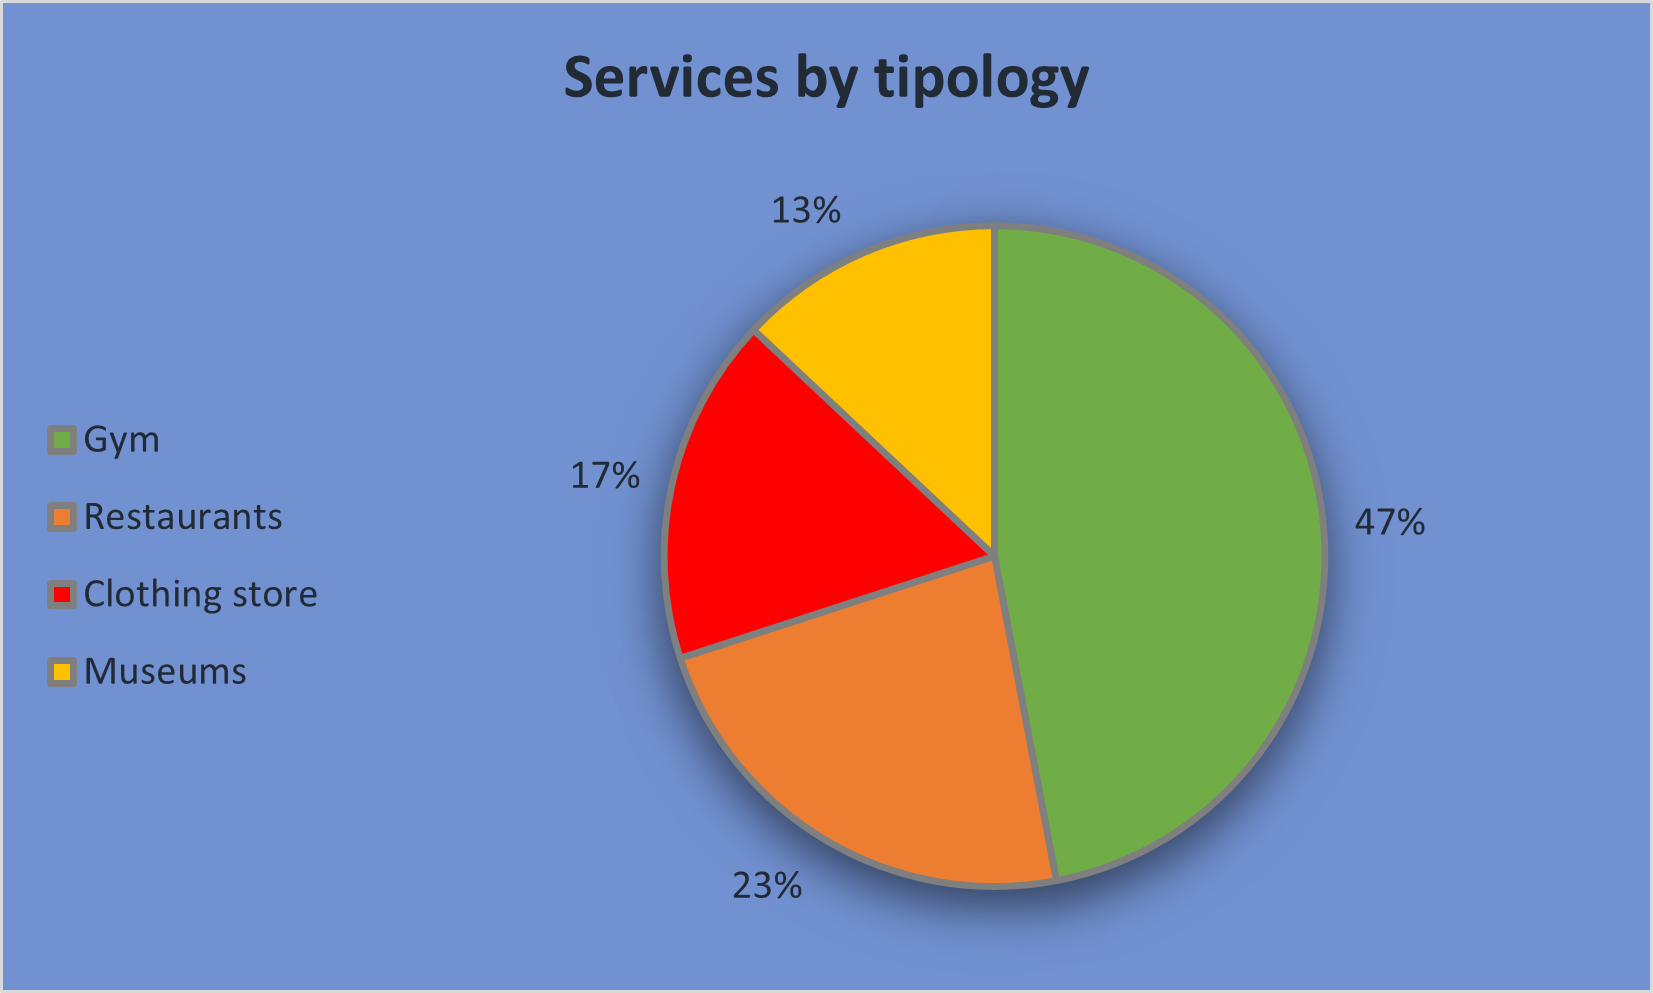 Services by tipology
13%
17%
47%
23%
Gym
Restaurants
Clothing store
Museums